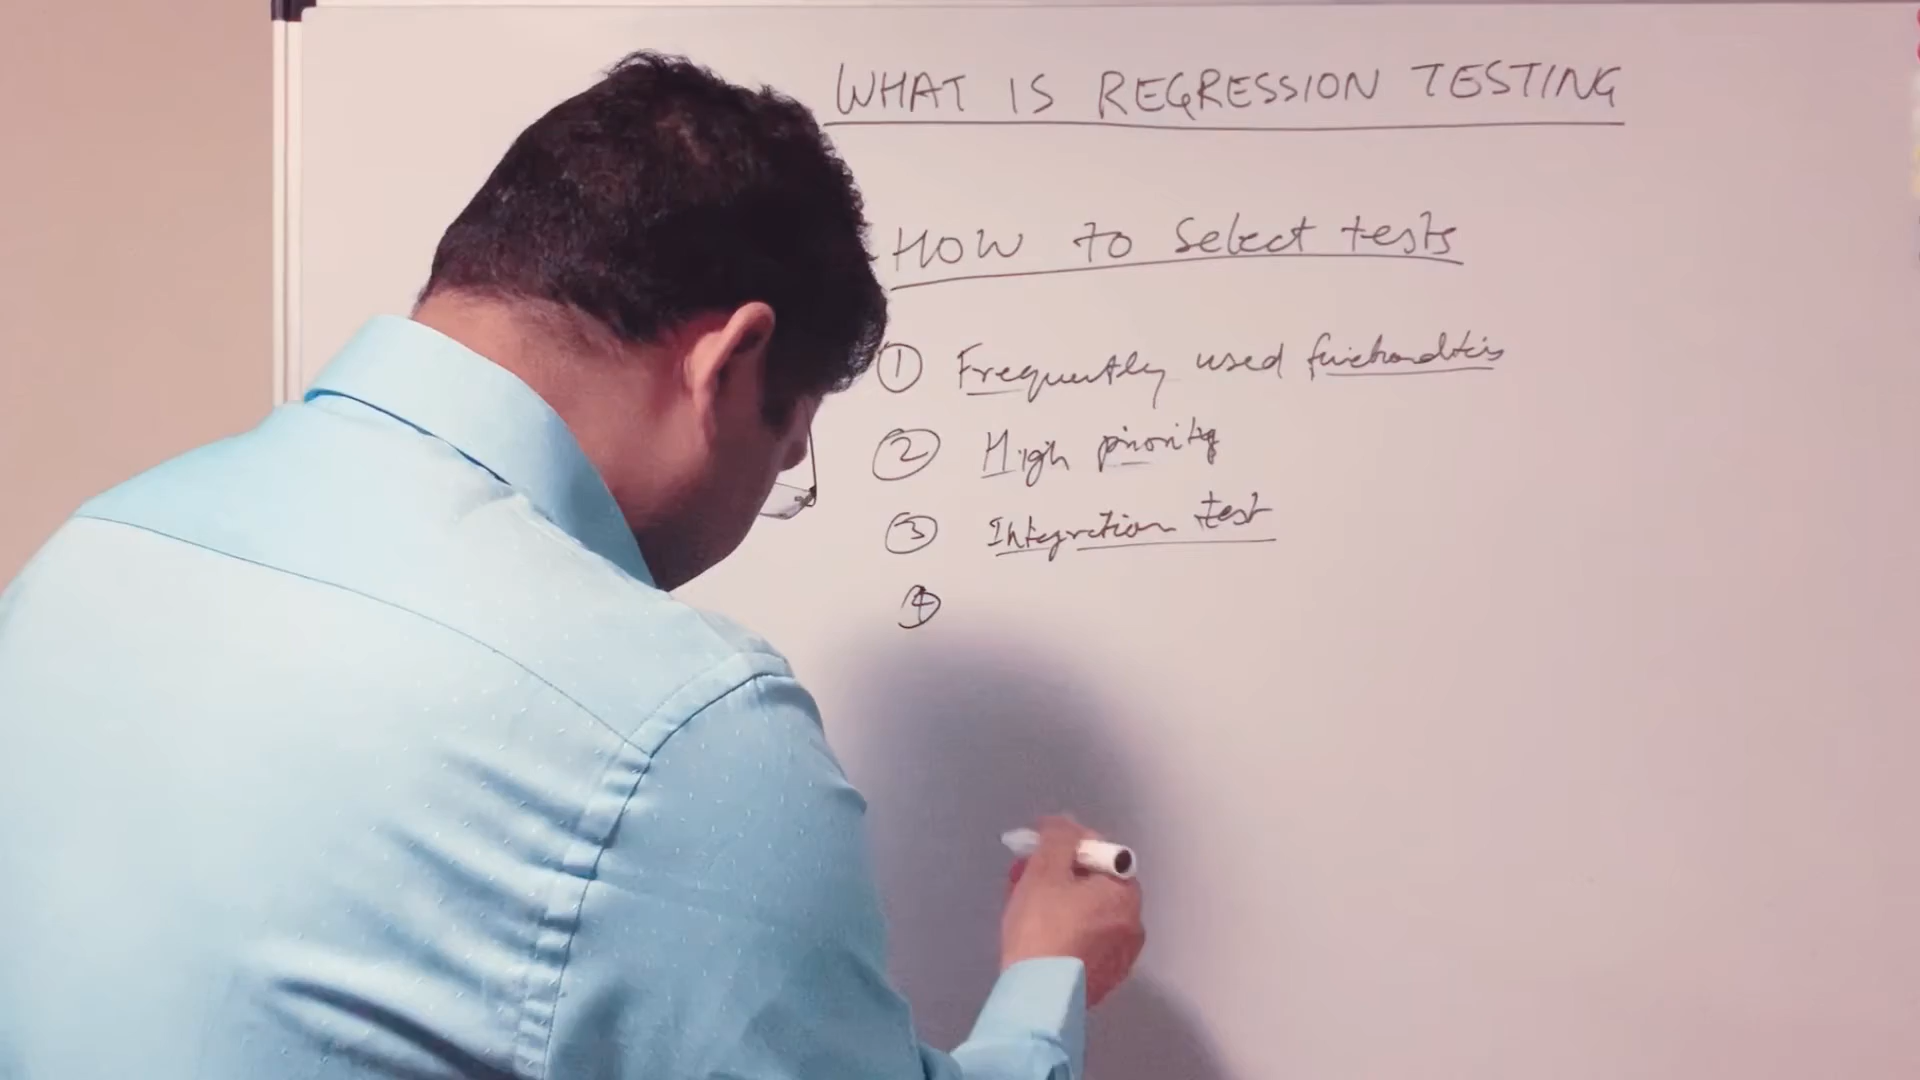 WHAT IS REGRESSION TESTING
HOW TO Select tests
① Frequently used functionalities
② High priority
③ Integration test
④